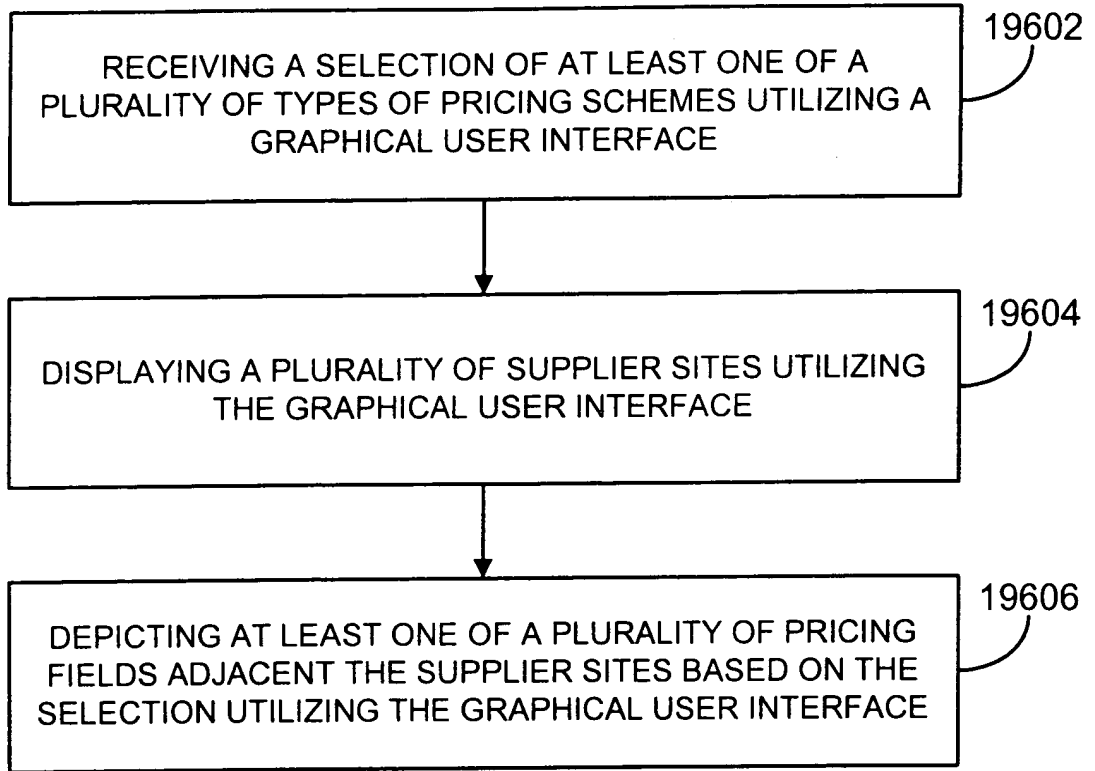 19602
RECEIVING A SELECTION OF AT LEAST ONE OF A
PLURALITY OF TYPES OF PRICING SCHEMES UTILIZING A
GRAPHICAL USER INTERFACE
19604
DISPLAYING A PLURALITY OF SUPPLIER SITES UTILIZING
THE GRAPHICAL USER INTERFACE
19606
DEPICTING AT LEAST ONE OF A PLURALITY OF PRICING
FIELDS ADJACENT THE SUPPLIER SITES BASED ON THE
SELECTION UTILIZING THE GRAPHICAL USER INTERFACE